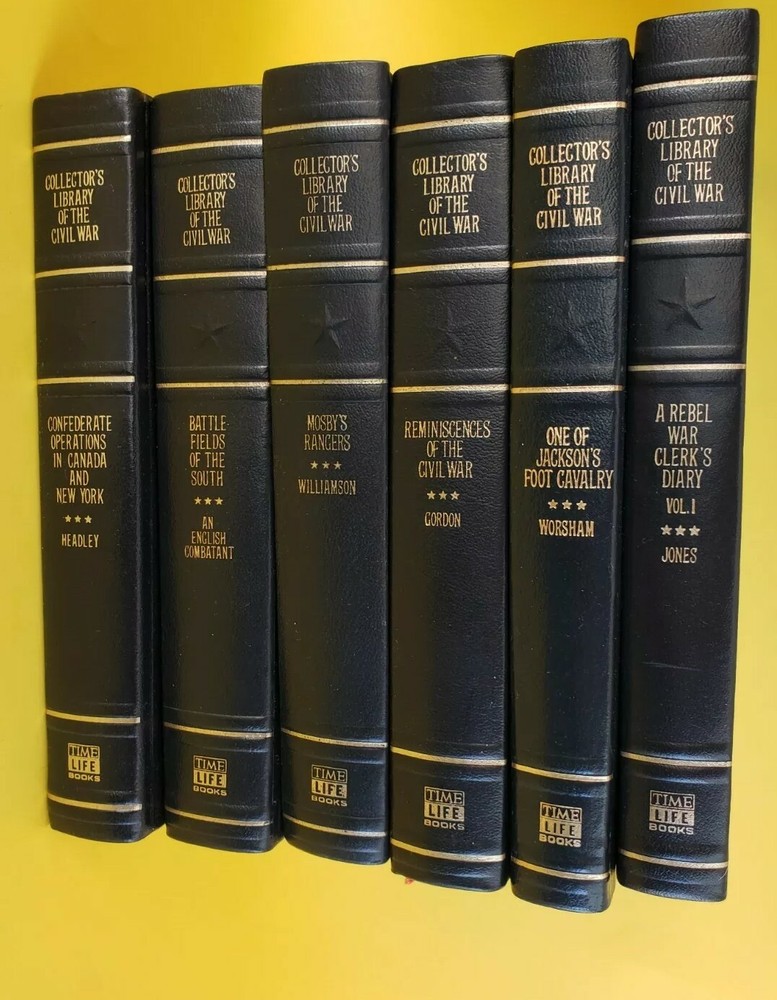 COLLECTOR'S
LIBRARY
OF THE
CIVIL WAR
CONFEDERATE
OPERATIONS
IN CANADA
AND
NEW YORK
HEADLEY
TIME
LIFE
BOOKS
COLLECTOR'S
LIBRARY
OF THE
CIVIL WAR
BATTLE-
FIELDS
OF THE
SOUTH
AN
ENGLISH
COMBATANT
TIME
LIFE
BOOKS
COLLECTOR'S
LIBRARY
OF THE
CIVIL WAR
MOSBY'S
RANGERS
WILLIAMSON
TIME
LIFE
BOOKS
COLLECTOR'S
LIBRARY
OF THE
CIVIL WAR
REMINISCENCES
OF THE
CIVIL WAR
GORDON
TIME
LIFE
BOOKS
COLLECTOR'S
LIBRARY
OF THE
CIVIL WAR
ONE OF
JACKSON'S
FOOT CAVALRY
WORSHAM
TIME
LIFE
BOOKS
COLLECTOR'S
LIBRARY
OF THE
CIVIL WAR
A REBEL
WAR
CLERK'S
DIARY
VOL. 1
JONES
TIME
LIFE
BOOKS